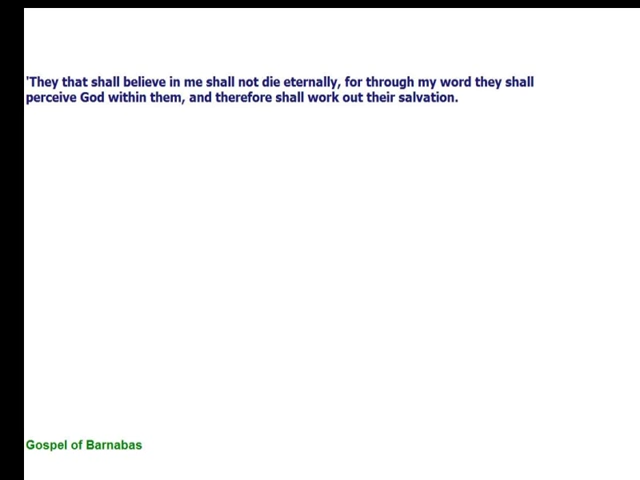 'They that shall believe in me shall not die eternally, for through my word they shall
perceive God within them, and therefore shall work out their salvation.
Gospel of Barnabas